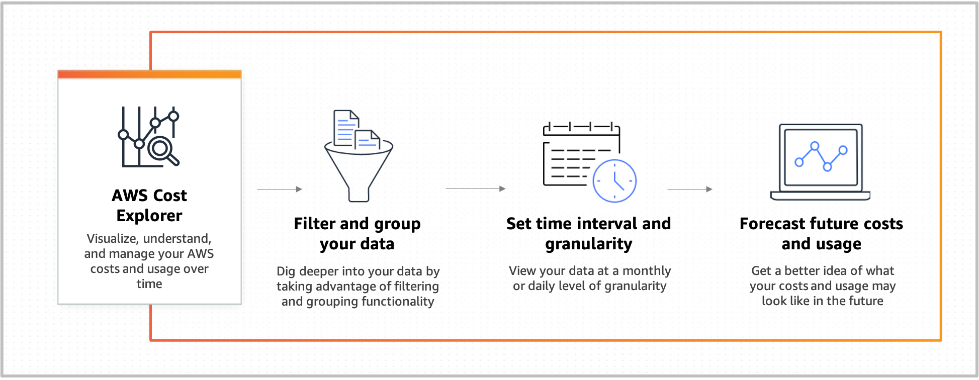 AWS Cost
Explorer
Visualize, understand,
and manage your AWS
costs and usage over
time
Filter and group
your data
Dig deeper into your data by
taking advantage of filtering
and grouping functionality
Set time interval and
granularity
View your data at a monthly
or daily level of granularity
Forecast future costs
and usage
Get a better idea of what
your costs and usage may
look like in the future